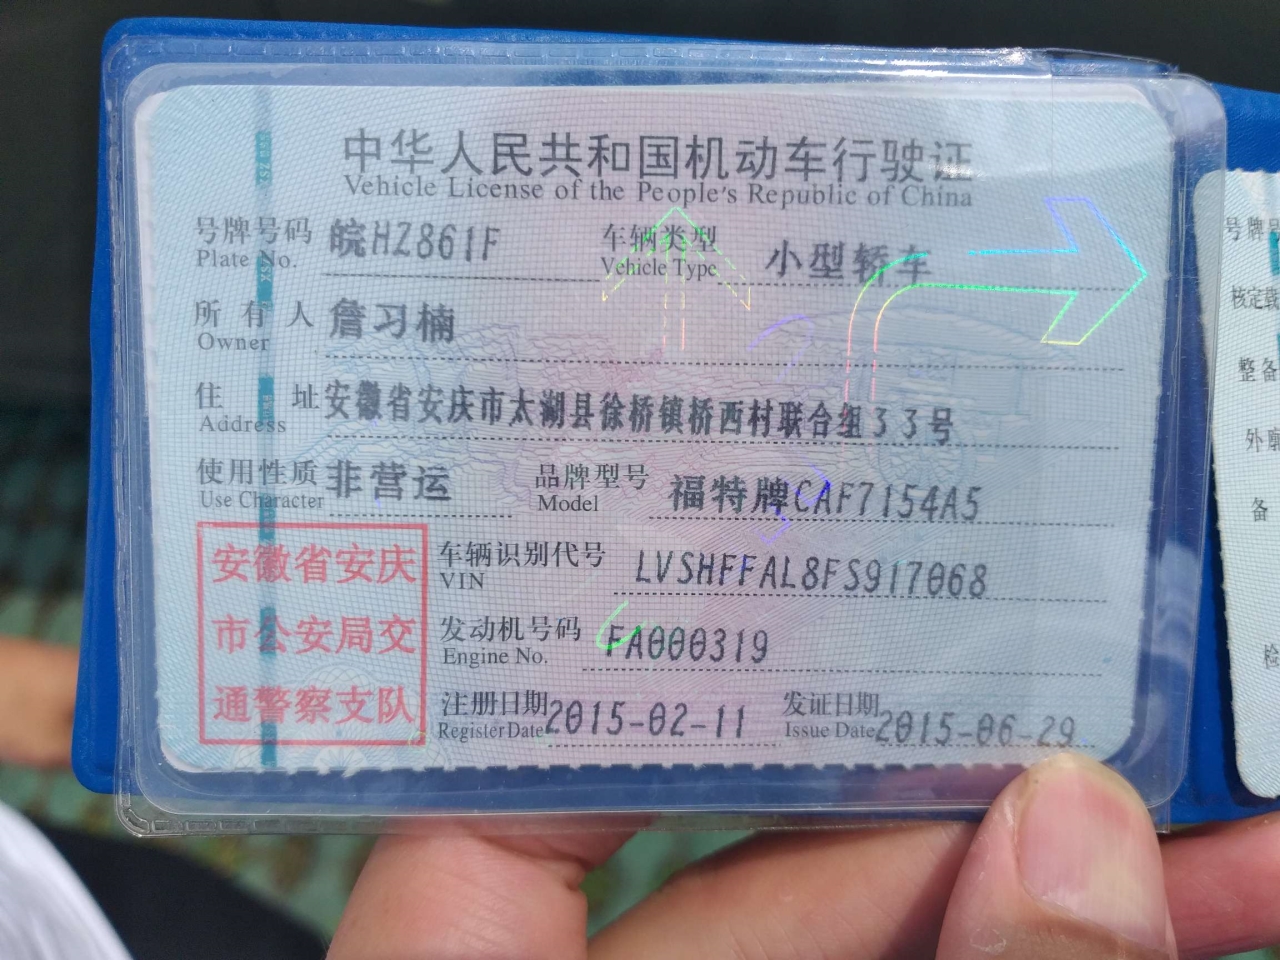 中华人民共和国机动车行驶证
Vehicle License of the People's Republic of China
号牌号码 皖HZ861F 车辆类型 小型轿车
Plate No. Vehicle Type
所有人 詹习楠
Owner
住址 安徽省安庆市太湖县徐桥镇桥西村联合组33号
Address
使用性质 非营运 品牌型号 福特牌CAF7154A5
Use Character Model
安徽省安庆
市公安局交
通警察支队
车辆识别代号 LVSHFFAL8FS917068
VIN
发动机号码 FA000319
Engine No.
注册日期 2015-02-11 发证日期 2015-06-29
Register Date Issue Date
号牌
核定载
整备
外廓
备
检